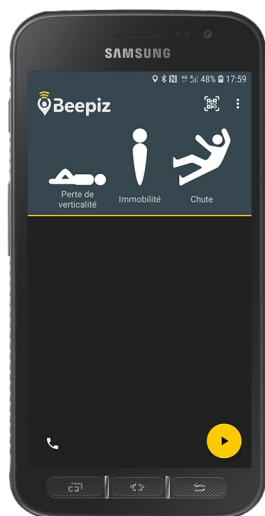 SAMSUNG
48% 17:59
Beepiz
Perte de
verticalité
Immobilité
Chute